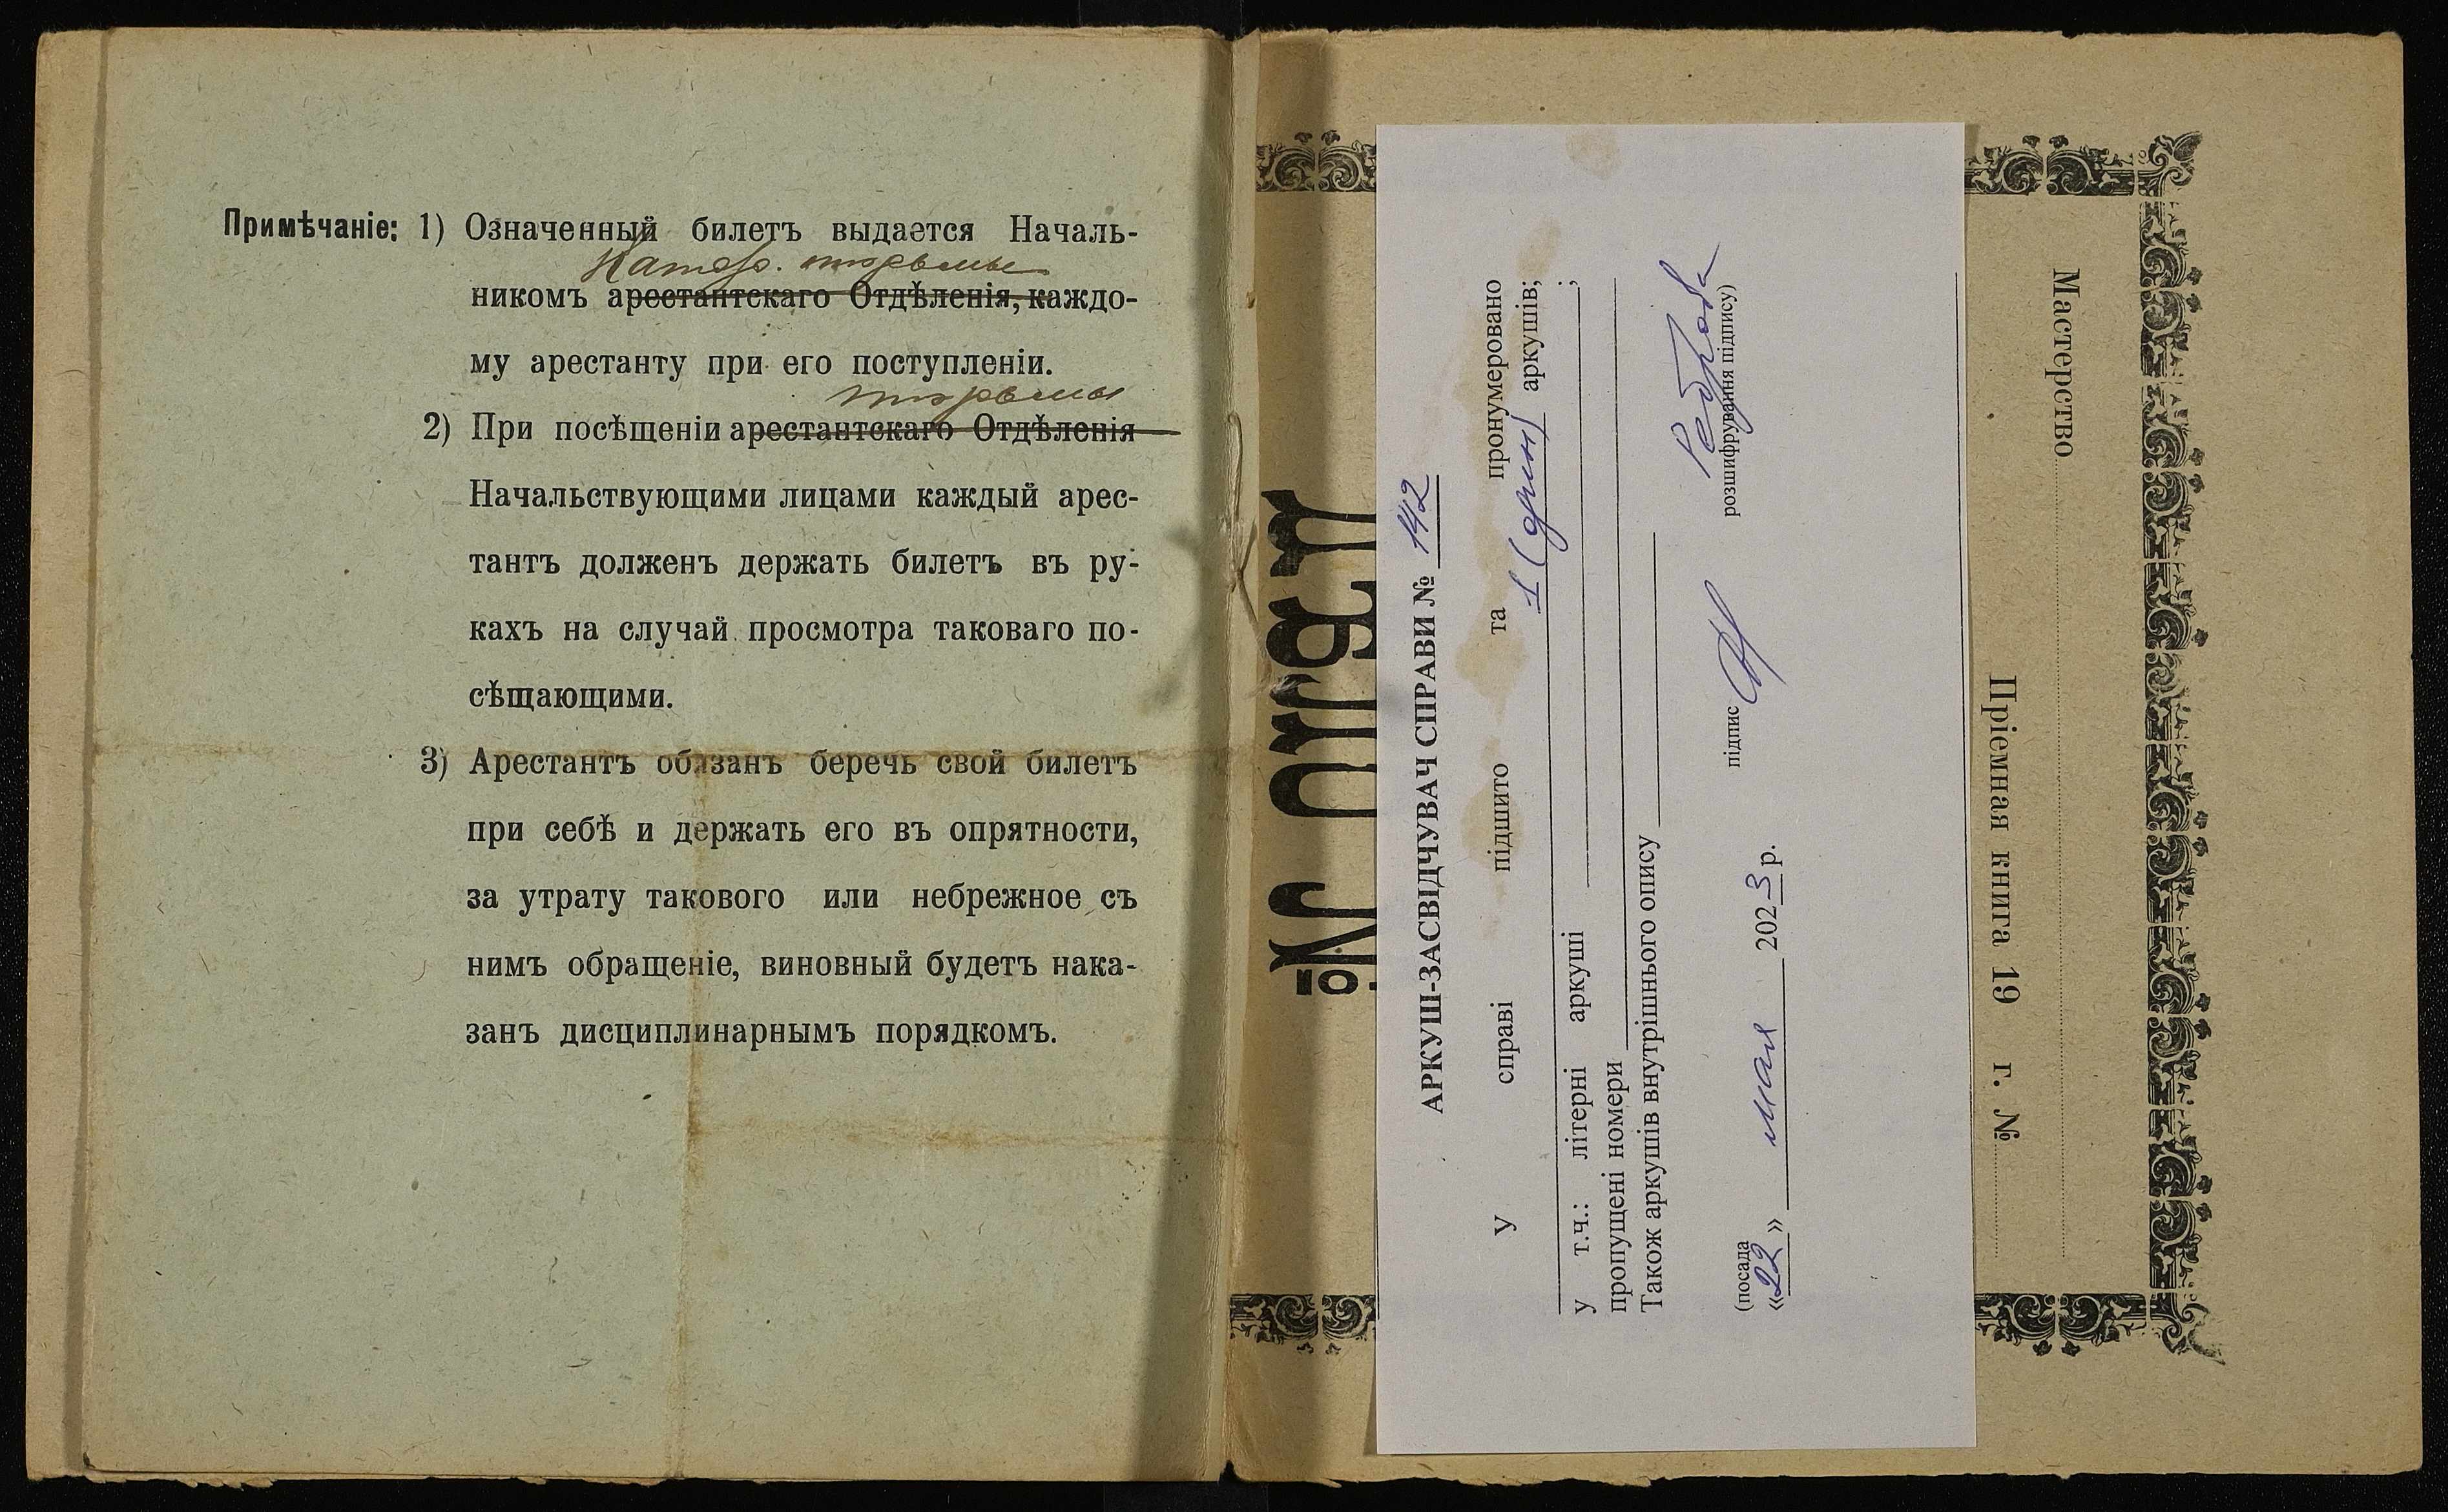 Примѣчаніе: 1) Означенный билетъ выдается Началь-
Катор. тюрьмы
никомъ арестантскаго Отдѣленія, каждо-
му арестанту при его поступленіи.
тюрьмы
2) При посѣщеніи арестантскаго Отдѣленія
Начальствующими лицами каждый арес-
тантъ долженъ держать билетъ въ ру-
кахъ на случай просмотра таковаго по-
сѣщающими.
3) Арестантъ обязанъ беречь свой билетъ
при себѣ и держать его въ опрятности,
за утрату такового или небрежное съ
нимъ обращеніе, виновный будетъ нака-
занъ дисциплинарнымъ порядкомъ.
АРКУШ-ЗАСВІДЧУВАЧ СПРАВИ № 142
У справі підшито та пронумеровано
1 (один) аркушів;
у т.ч.: літерні аркуші ;
пропущені номери
Також аркушів внутрішнього опису
Реброва
(посада підпис розшифрування підпису)
«22» мая 2023 р.
Пріемная книга 19 г. №
Мастерство